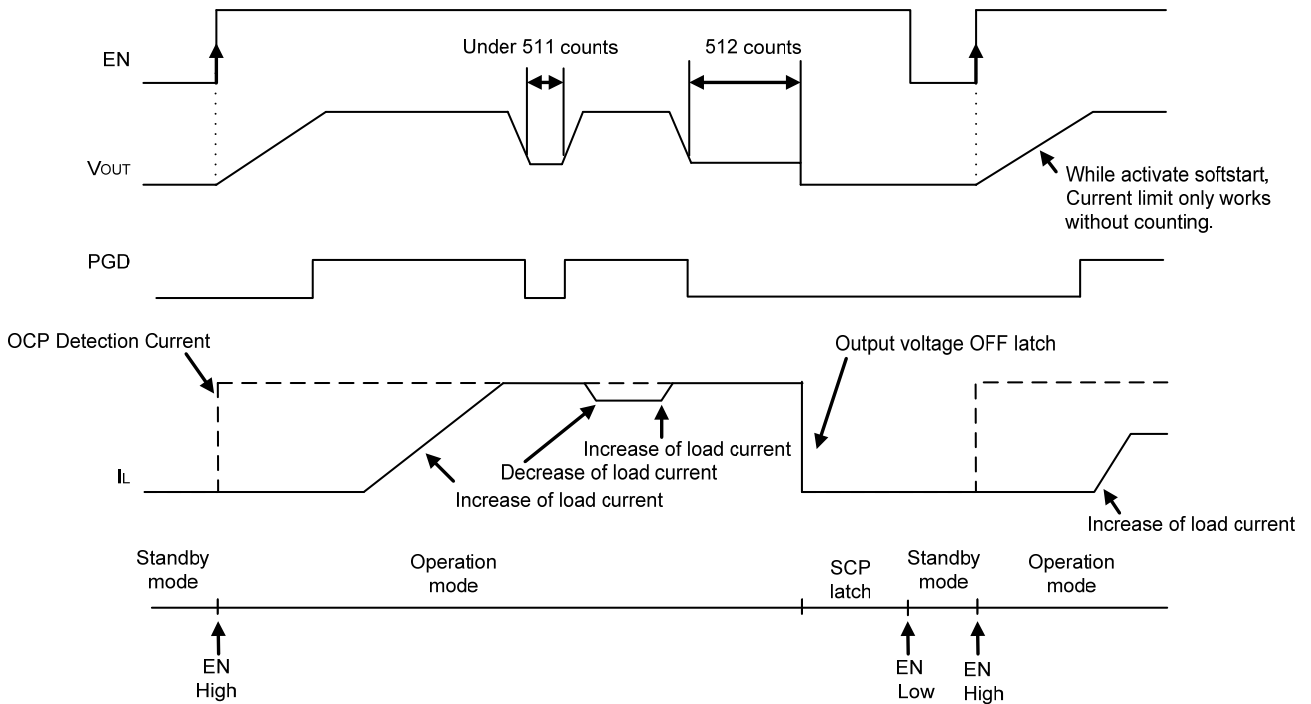 EN
Under 511 counts
512 counts
VOUT
While activate softstart,
Current limit only works
without counting.
PGD
OCP Detection Current
Output voltage OFF latch
IL
Increase of load current
Decrease of load current
Increase of load current
Increase of load current
Standby
mode
Operation
mode
SCP
latch
Standby
mode
Operation
mode
EN
High
EN
Low
EN
High